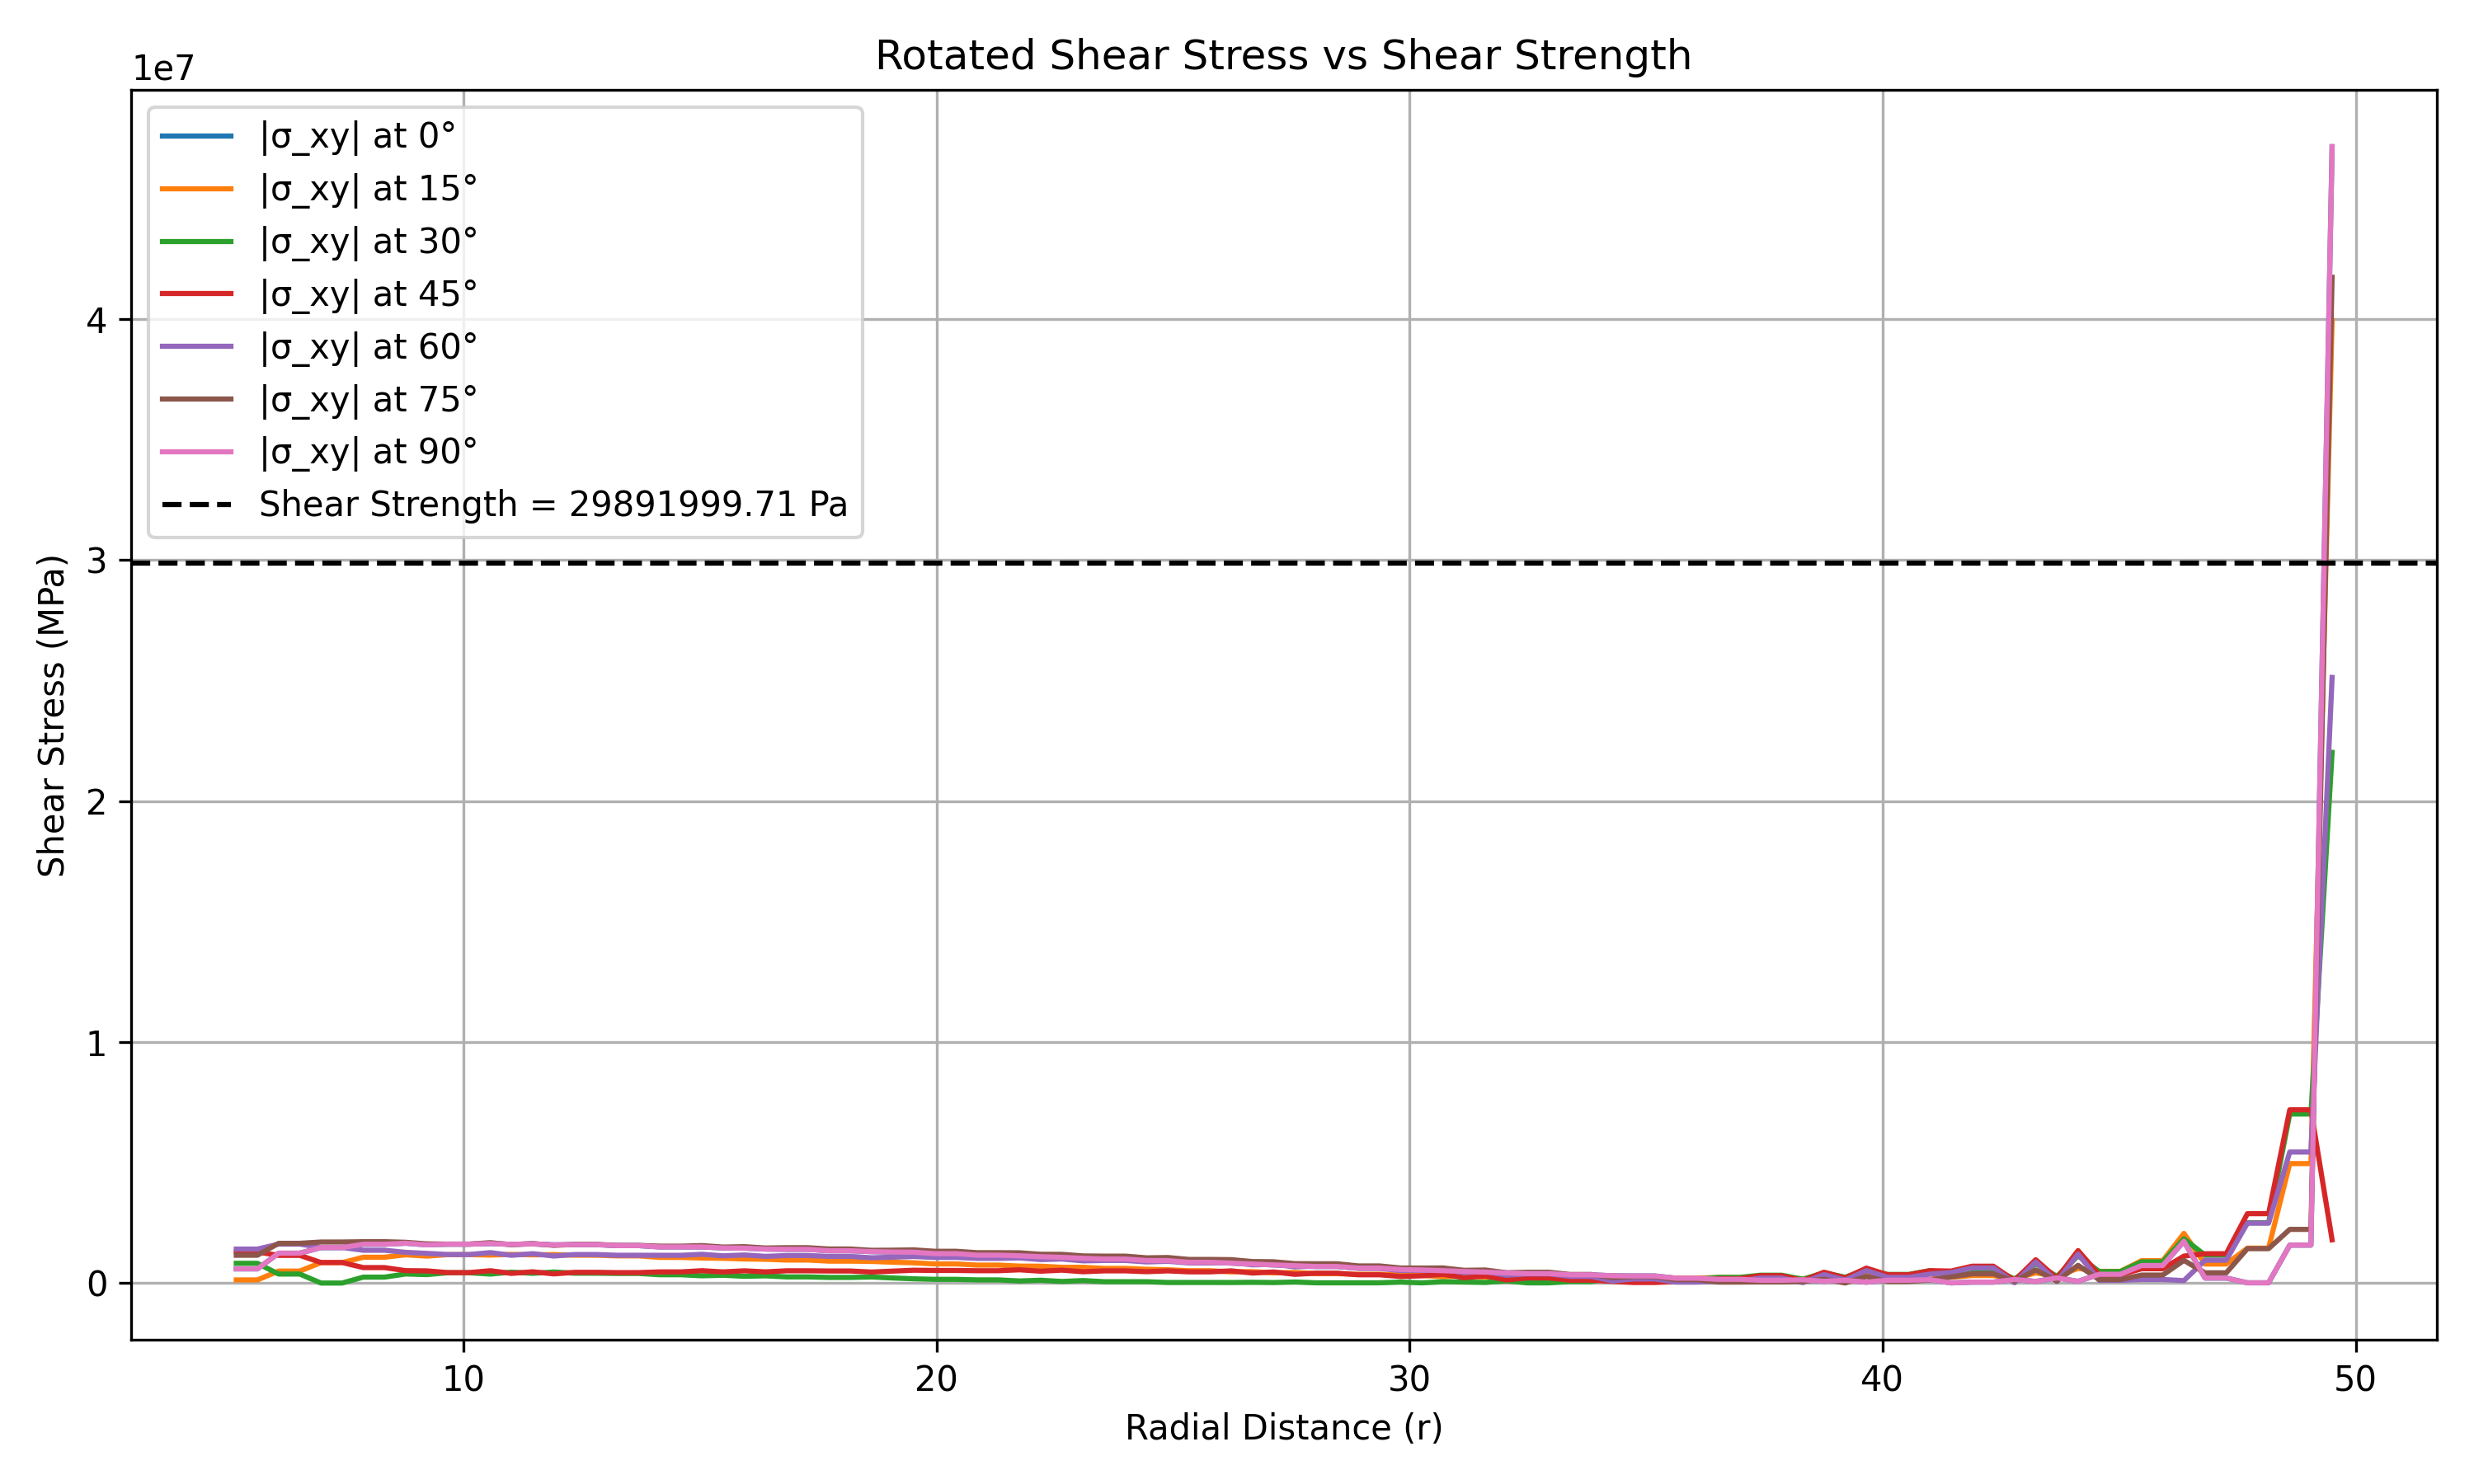 Rotated Shear Stress vs Shear Strength
1e7
|σ_xy| at 0°
|σ_xy| at 15°
|σ_xy| at 30°
|σ_xy| at 45°
|σ_xy| at 60°
|σ_xy| at 75°
|σ_xy| at 90°
Shear Strength = 29891999.71 Pa
Shear Stress (MPa)
4
3
2
1
0
10 20 30 40 50
Radial Distance (r)